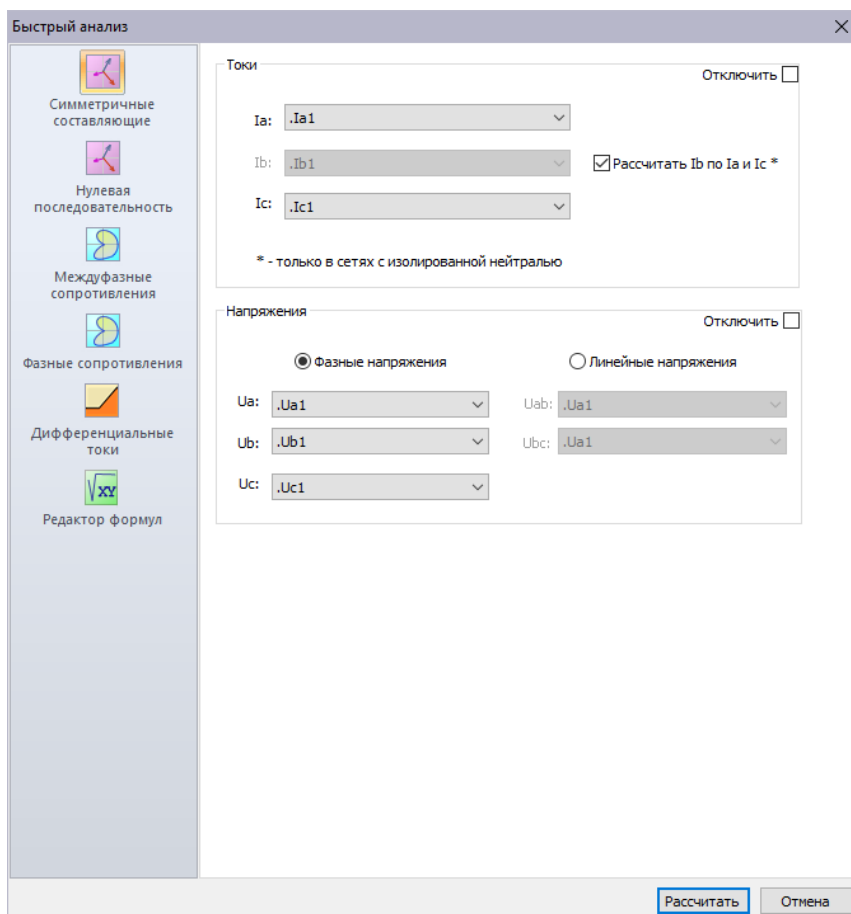 Быстрый анализ
Симметричные
составляющие
Нулевая
последовательность
Междуфазные
сопротивления
Фазные сопротивления
Дифференциальные
токи
XY
Редактор формул
Токи
Отключить
Ia: .Ia1
Ib: .Ib1 Рассчитать Ib по Ia и Ic *
Ic: .Ic1
* - только в сетях с изолированной нейтралью
Напряжения
Отключить
Фазные напряжения Линейные напряжения
Ua: .Ua1 Uab: .Ua1
Ub: .Ub1 Ubc: .Ua1
Uc: .Uc1
Рассчитать Отмена